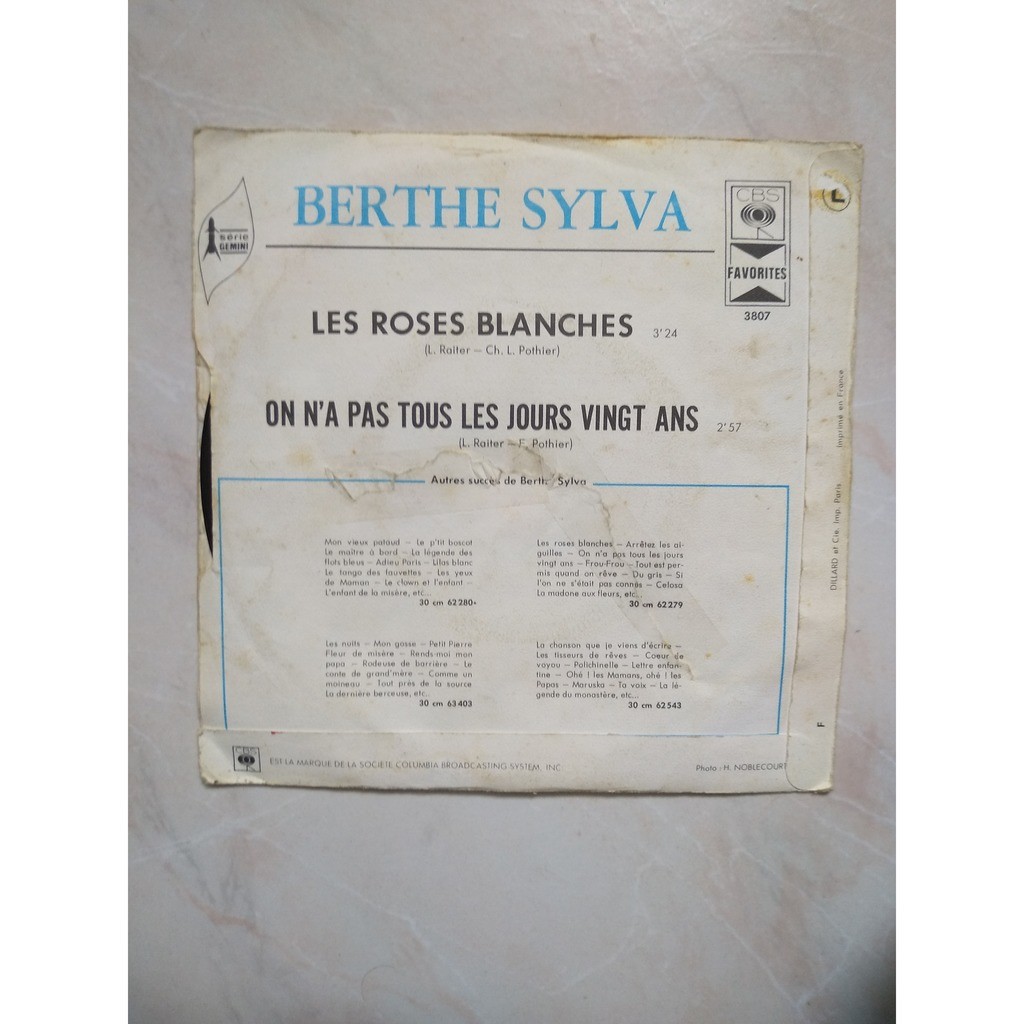 BERTHE SYLVA
série
GEMINI
CBS
FAVORITES
3807
L
LES ROSES BLANCHES 3'24
(L. Raiter – Ch. L. Pothier)
ON N'A PAS TOUS LES JOURS VINGT ANS 2'57
(L. Raiter – F. Pothier)
Autres succès de Berthe Sylva
Mon vieux pataud – Le p'tit boscot
Le maître à bord – La légende des
flots bleus – Adieu Paris – Lilas blanc
Le tango des fauvettes – Les yeux
de Maman – Le clown et l'enfant –
L'enfant de la misère, etc...
30 cm 62280
Les roses blanches – Arrêtez les ai-
guilles – On n'a pas tous les jours
vingt ans – Frou-Frou – Tout est per-
mis quand on rêve – Du gris – Si
l'on ne s'était pas connus – Celosa
La madone aux fleurs, etc...
30 cm 62279
Les nuits – Mon gosse – Petit Pierre
Fleur de misère – Rends-moi mon
papa – Rodeuse de barrière – Le
conte de grand'mère – Comme un
moineau – Tout près de la source
La dernière berceuse, etc...
30 cm 63403
La chanson que je viens d'écrire –
Les tisseurs de rêves – Coeur de
voyou – Polichinelle – Lettre enfan-
tine – Ohé ! les Mamans, ohé ! les
Papas – Maruska – Ta voix – La lé-
gende du monastère, etc...
30 cm 62543
CBS
EST LA MARQUE DE LA SOCIETE COLUMBIA BROADCASTING SYSTEM, INC
Photo : H. NOBLECOURT
DILLARD et Cie. Imp. Paris Imprimé en France
F